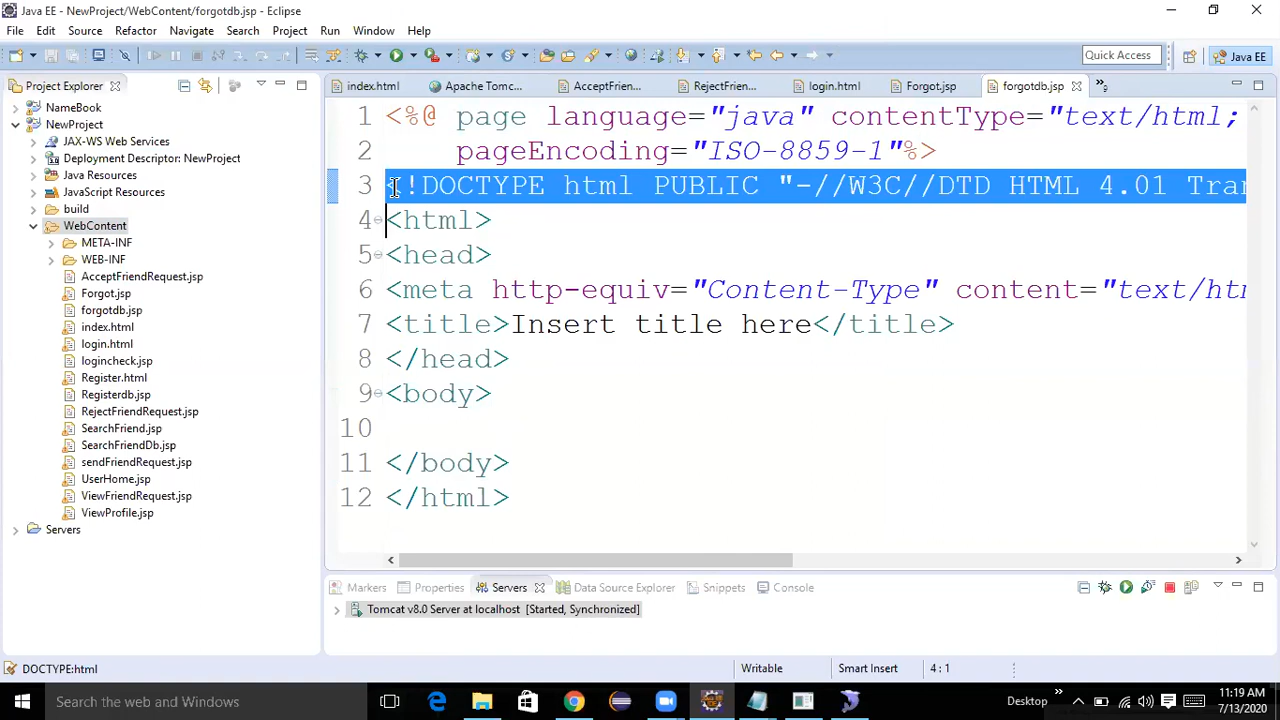 Java EE - NewProject/WebContent/forgotdb.jsp - Eclipse
File Edit Source Refactor Navigate Search Project Run Window Help
Quick Access
Java EE
Project Explorer
NameBook
NewProject
JAX-WS Web Services
Deployment Descriptor: NewProject
Java Resources
JavaScript Resources
build
WebContent
META-INF
WEB-INF
AcceptFriendRequest.jsp
Forgot.jsp
forgotdb.jsp
index.html
login.html
logincheck.jsp
Register.html
Registerdb.jsp
RejectFriendRequest.jsp
SearchFriend.jsp
SearchFriendDb.jsp
sendFriendRequest.jsp
UserHome.jsp
ViewFriendRequest.jsp
ViewProfile.jsp
Servers
index.html Apache Tomc... AcceptFrien... RejectFrien... login.html Forgot.jsp forgotdb.jsp
1 <%@ page language="java" contentType="text/html;
2 pageEncoding="ISO-8859-1"%>
3 <!DOCTYPE html PUBLIC "-//W3C//DTD HTML 4.01 Tran
4 <html>
5 <head>
6 <meta http-equiv="Content-Type" content="text/htm
7 <title>Insert title here</title>
8 </head>
9 <body>
10
11 </body>
12 </html>
Markers Properties Servers Data Source Explorer Snippets Console
Tomcat v8.0 Server at localhost [Started, Synchronized]
DOCTYPE:html Writable Smart Insert 4 : 1
Search the web and Windows
Desktop
11:19 AM
7/13/2020